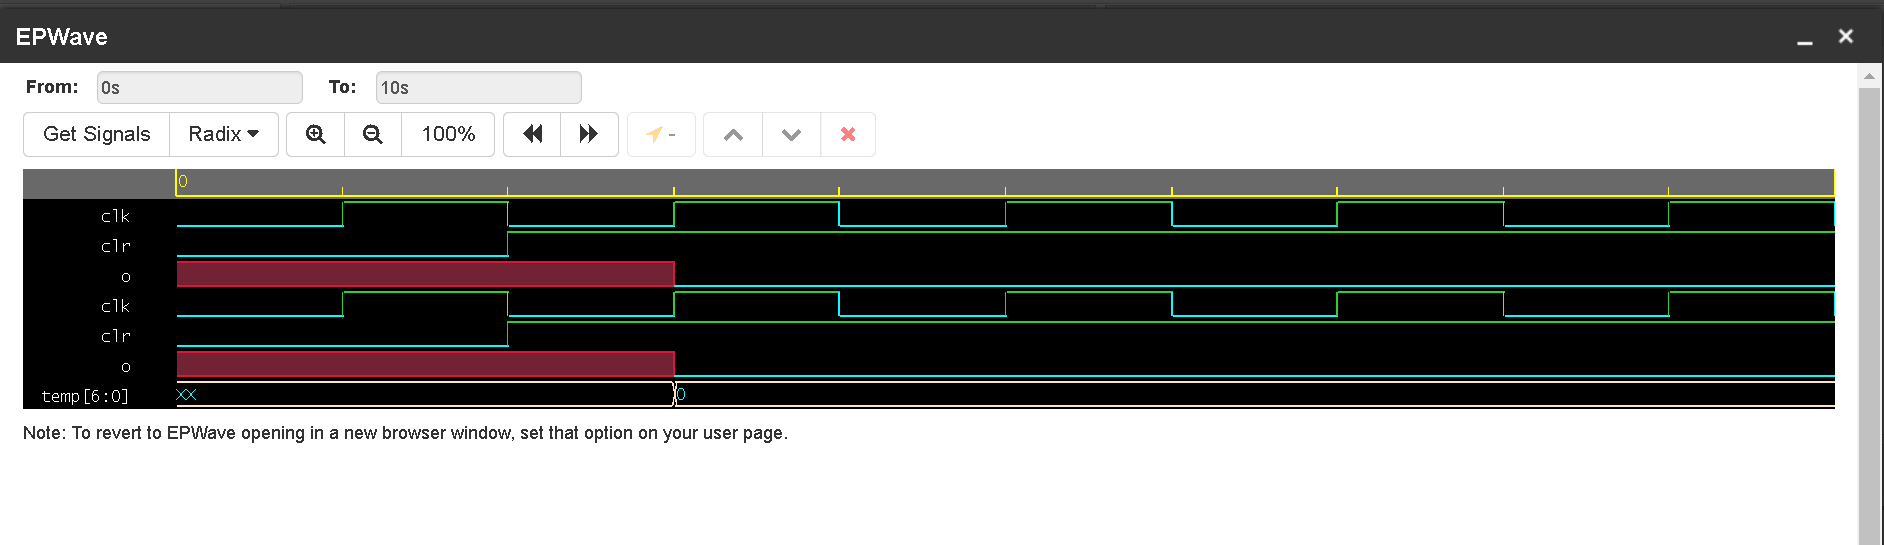 EPWave
From: 0s To: 10s
Get Signals Radix 100% -
0
clk
clr
o
clk
clr
o
temp[6:0] XX 0
Note: To revert to EPWave opening in a new browser window, set that option on your user page.